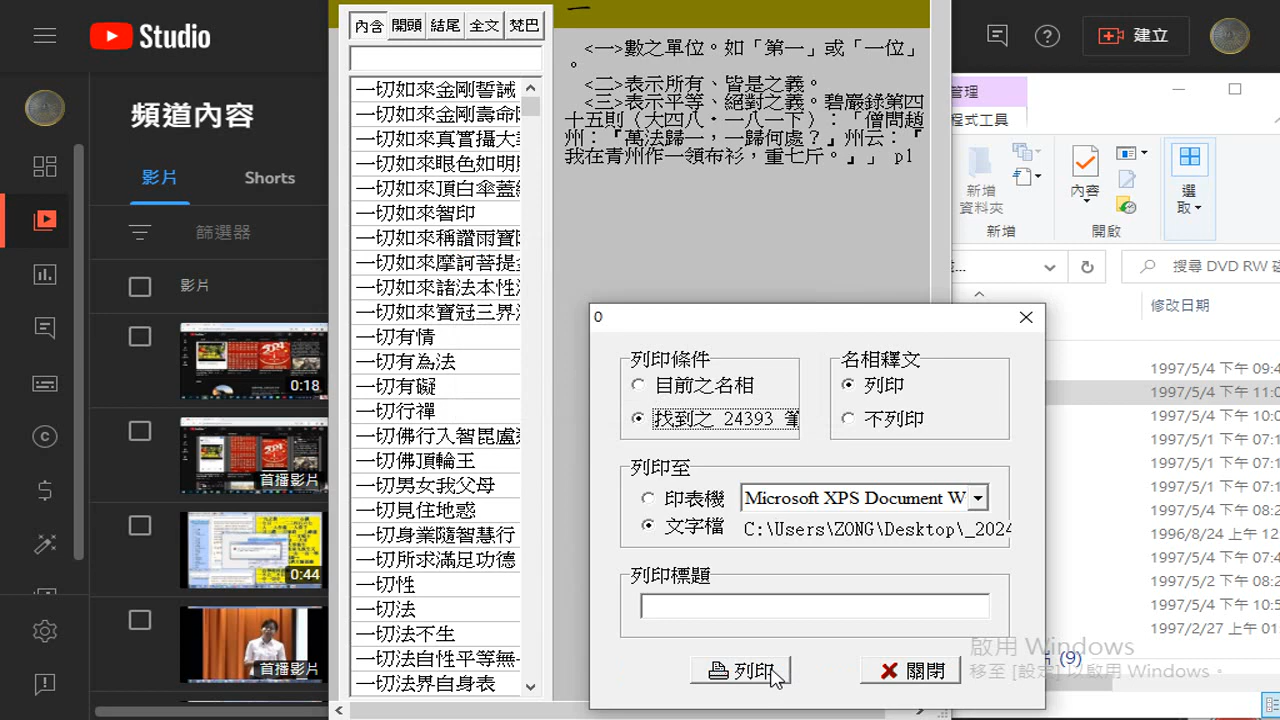 Studio
頻道內容
影片
Shorts
篩選器
影片
0:18
首播影片
0:44
首播影片
內含
開頭
結尾
全文
梵巴
一切如來金剛誓誡
一切如來金剛壽命
一切如來真實攝大
一切如來眼色如明
一切如來頂白傘蓋
一切如來智印
一切如來稱讚雨寶
一切如來摩訶菩提
一切如來諸法本性
一切如來寶冠三界
一切有情
一切有為法
一切有礙
一切行禪
一切佛行入智毘盧
一切佛頂輪王
一切男女我父母
一切見住地惑
一切身業隨智慧行
一切所求滿足功德
一切性
一切法
一切法不生
一切法自性平等無
一切法界自身表
一
<一>數之單位。如「第一」或「一位」
。
<二>表示所有、皆是之義。
<三>表示平等、絕對之義。碧巖錄第四
十五則（大四八・一八一下）：「僧問趙
州：『萬法歸一，一歸何處？』州云：『
我在青州作一領布衫，重七斤。』」 p1
0
列印條件
目前之名相
找到之 24393 筆
名相釋文
列印
不列印
列印至
印表機
Microsoft XPS Document W
文字檔
C:\Users\ZONG\Desktop\_2024
列印標題
列印
關閉
建立
管理
程式工具
新增
資料夾
新增
內容
開啟
選
取
...
搜尋 DVD RW
修改日期
1997/5/4 下午 09:4
1997/5/4 下午 11:0
1997/5/4 下午 10:0
1997/5/1 下午 07:1
1997/5/1 下午 07:1
1997/5/1 下午 07:1
1997/5/4 下午 08:2
1996/8/24 上午 12
1997/5/2 下午 08:2
1997/5/4 下午 10:5
1997/2/27 上午 01
(9)
啟用 Windows
移至 [設定] 以啟用 Windows。